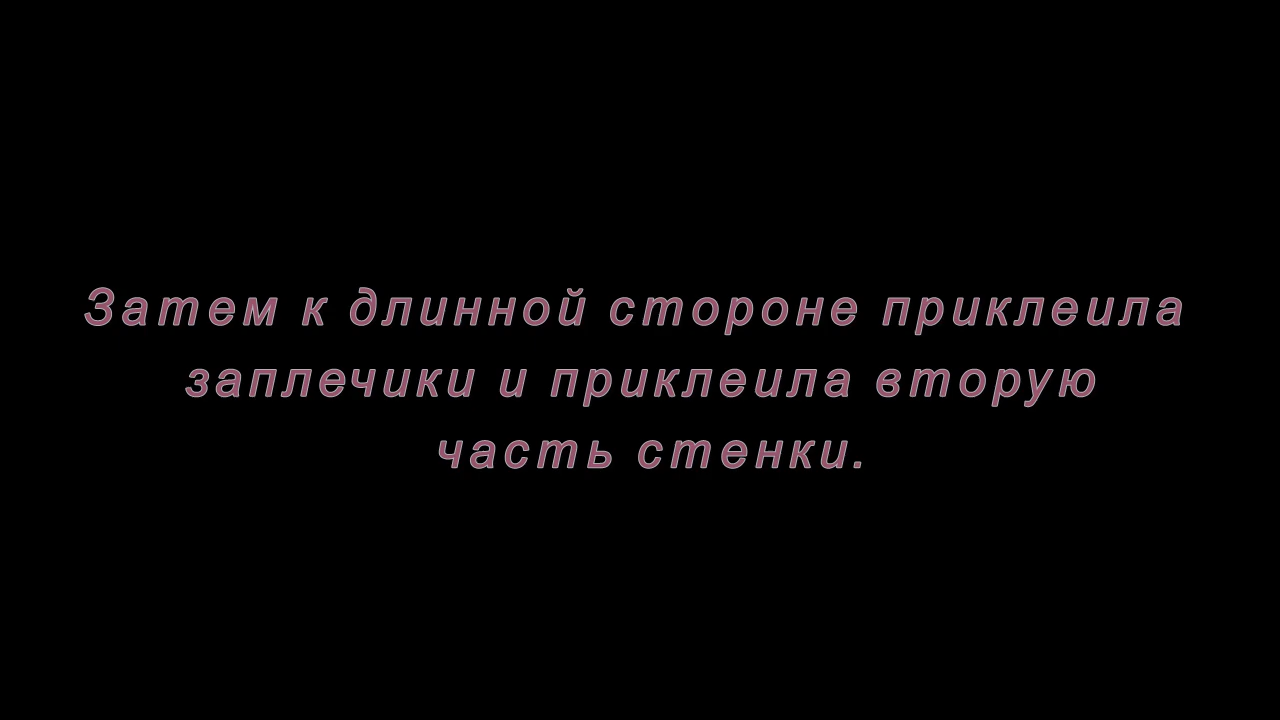 Затем к длинной стороне приклеила
заплечики и приклеила вторую
часть стенки.